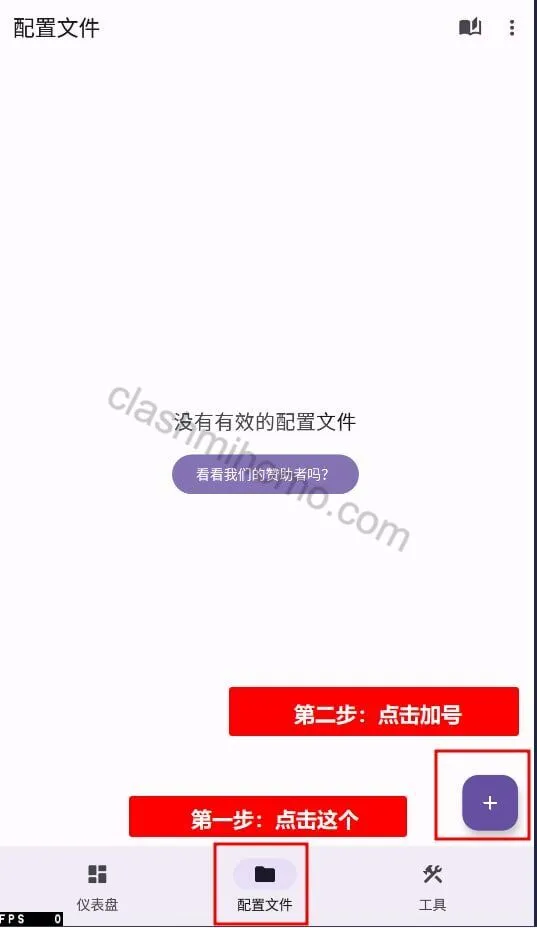 配置文件
没有有效的配置文件
看看我们的赞助者吗？
clashmihomo.com
第二步：点击加号
+
第一步：点击这个
仪表盘
配置文件
工具
FPS 0